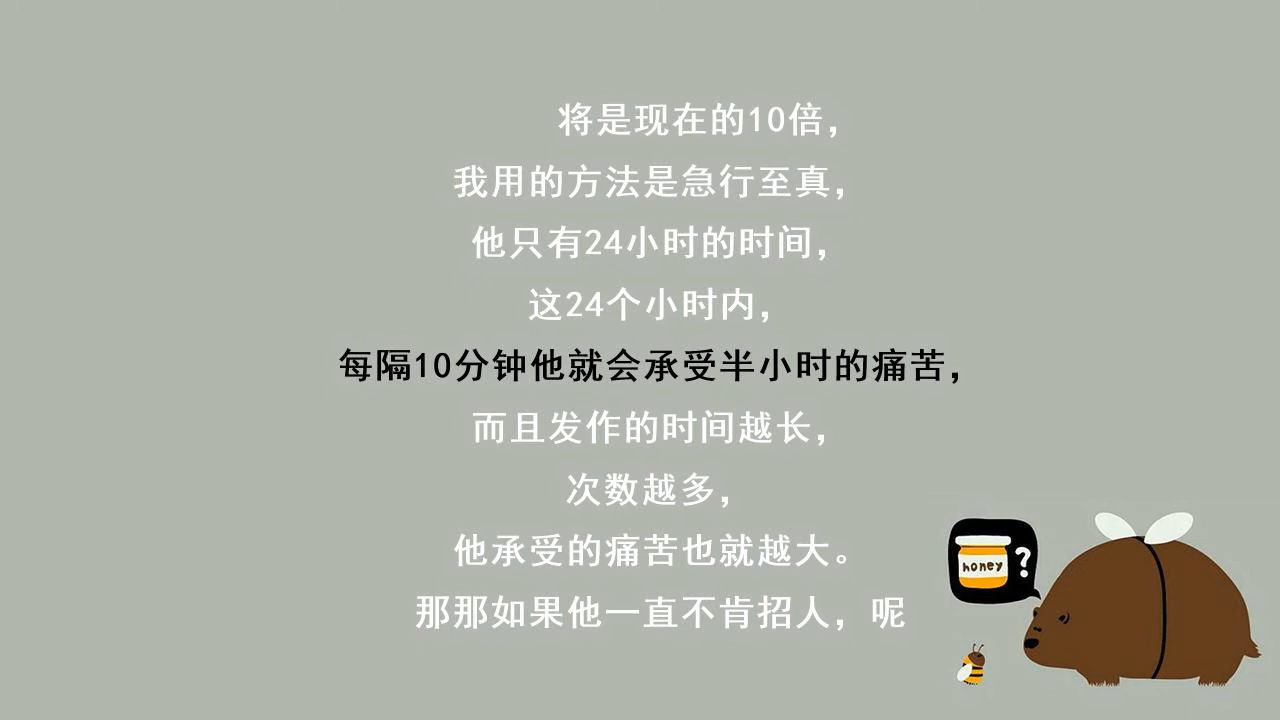 将是现在的10倍，
我用的方法是急行至真，
他只有24小时的时间，
这24个小时内，
每隔10分钟他就会承受半小时的痛苦，
而且发作的时间越长，
次数越多，
他承受的痛苦也就越大。
那那如果他一直不肯招人，呢
honey
?